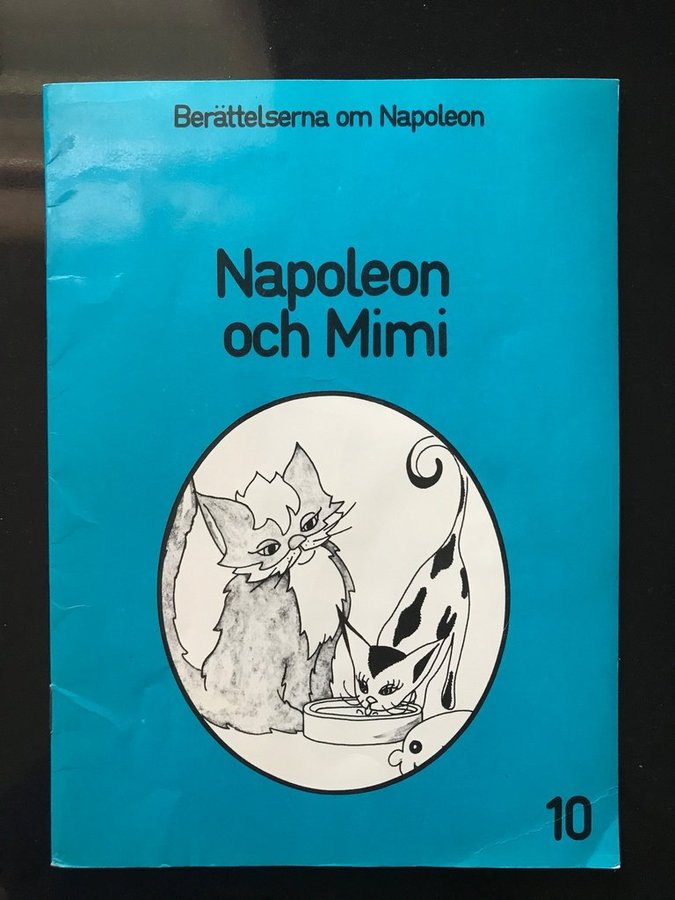 Berättelserna om Napoleon
Napoleon
och Mimi
10